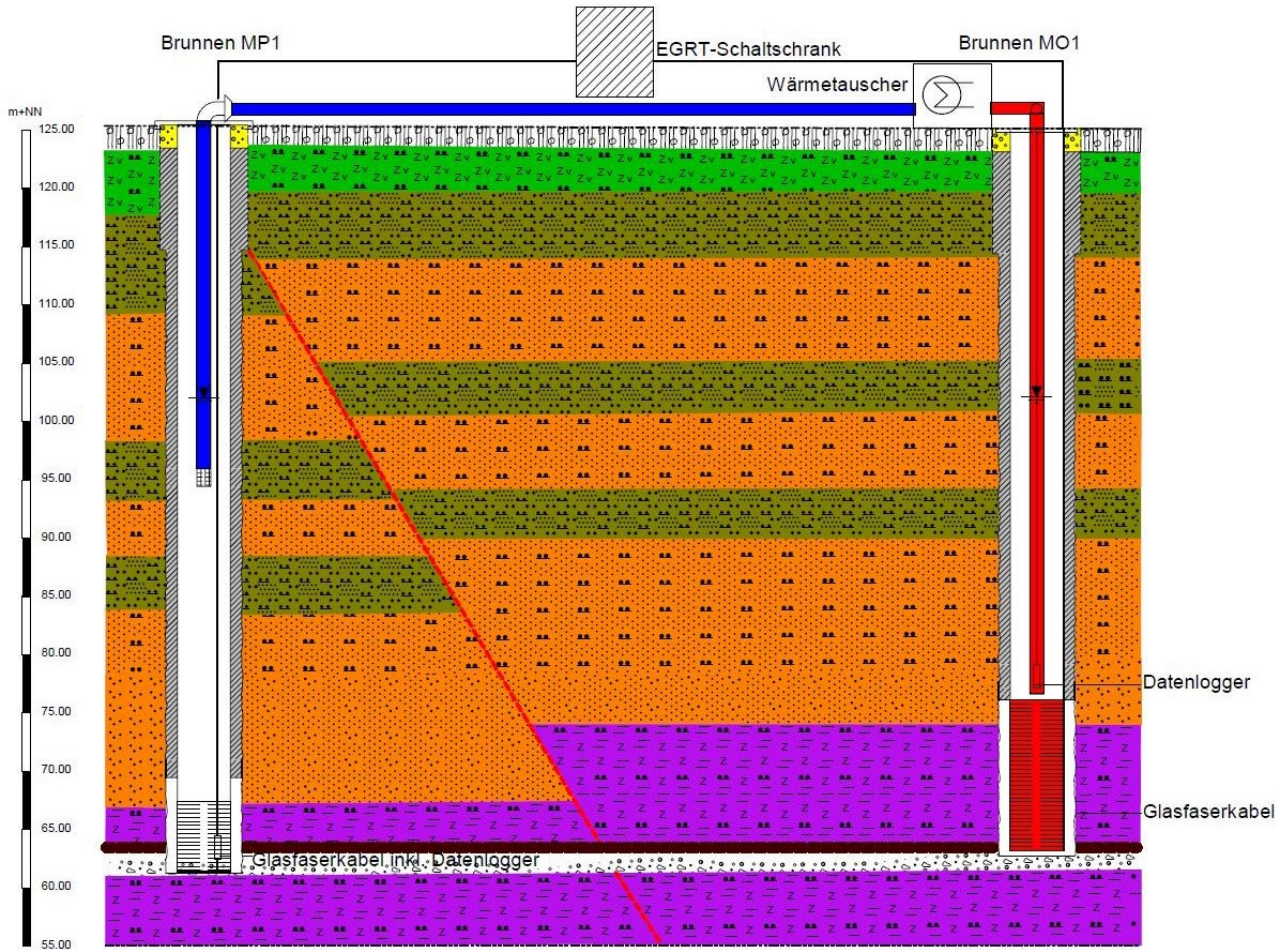 Brunnen MP1
EGRT-Schaltschrank
Brunnen MO1
Wärmetauscher
m+NN
125.00
120.00
115.00
110.00
105.00
100.00
95.00
90.00
85.00
80.00
75.00
70.00
65.00
60.00
55.00
Datenlogger
Glasfaserkabel
Glasfaserkabel inkl. Datenlogger